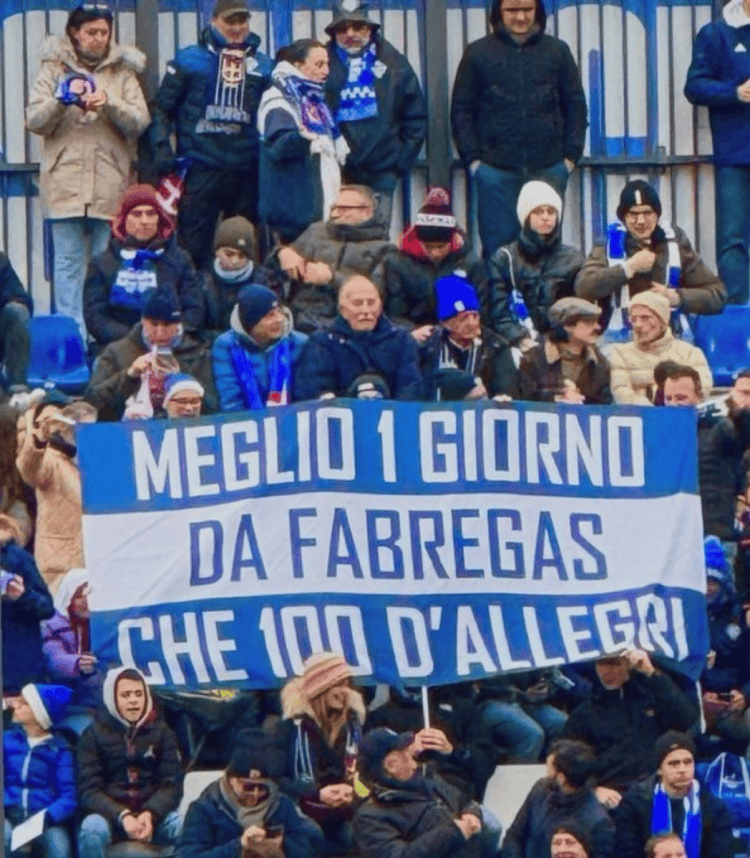 MEGLIO 1 GIORNO
DA FABREGAS
CHE 100 D'ALLEGRI